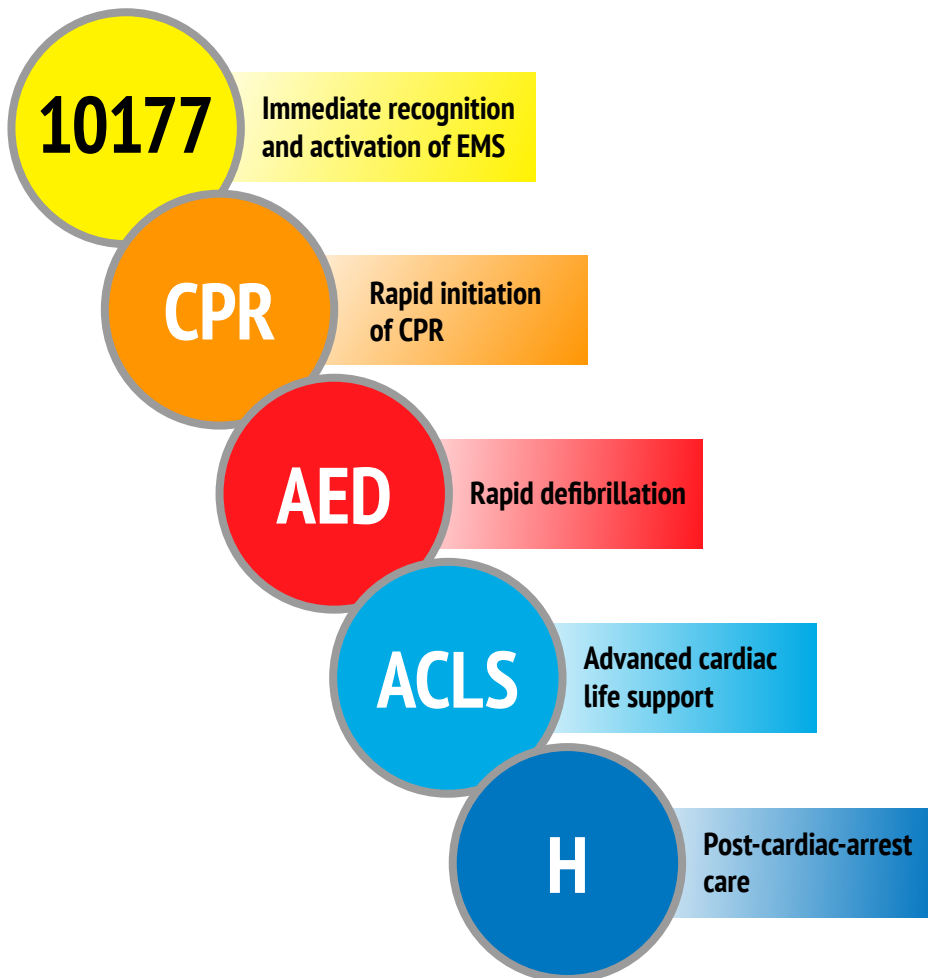 10177
Immediate recognition
and activation of EMS
CPR
Rapid initiation
of CPR
AED
Rapid defibrillation
ACLS
Advanced cardiac
life support
H
Post-cardiac-arrest
care